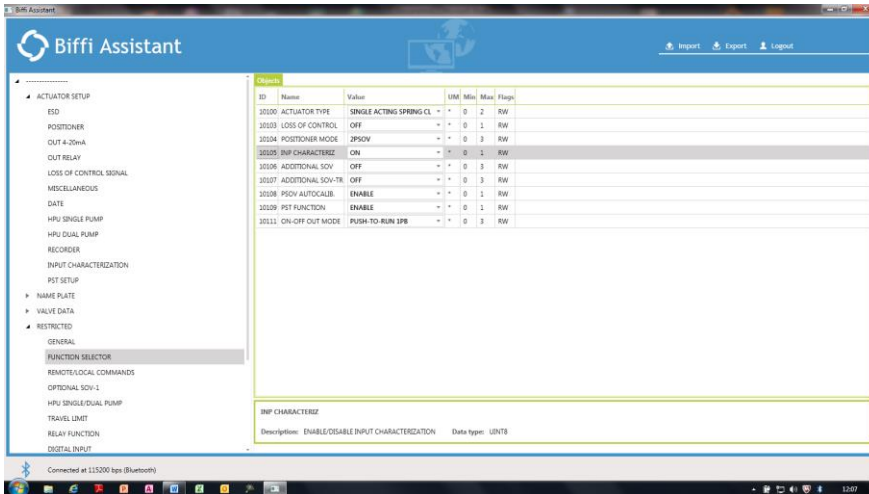 Biffi Assistant
Biffi Assistant
Import Export Logout
----------------
ACTUATOR SETUP
ESD
POSITIONER
OUT 4-20mA
OUT RELAY
LOSS OF CONTROL SIGNAL
MISCELLANEOUS
DATE
HPU SINGLE PUMP
HPU DUAL PUMP
RECORDER
INPUT CHARACTERIZATION
PST SETUP
NAME PLATE
VALVE DATA
RESTRICTED
GENERAL
FUNCTION SELECTOR
REMOTE/LOCAL COMMANDS
OPTIONAL SOV-1
HPU SINGLE/DUAL PUMP
TRAVEL LIMIT
RELAY FUNCTION
DIGITAL INPUT
Objects
ID Name Value UM Min Max Flags
10100 ACTUATOR TYPE SINGLE ACTING SPRING CL * 0 2 RW
10103 LOSS OF CONTROL OFF * 0 1 RW
10104 POSITIONER MODE 2PSOV * 0 3 RW
10105 INP CHARACTERIZ ON * 0 1 RW
10106 ADDITIONAL SOV OFF * 0 3 RW
10107 ADDITIONAL SOV-TR OFF * 0 3 RW
10108 PSOV AUTOCALIB. ENABLE * 0 1 RW
10109 PST FUNCTION ENABLE * 0 1 RW
10111 ON-OFF OUT MODE PUSH-TO-RUN 1PB * 0 3 RW
INP CHARACTERIZ
Description: ENABLE/DISABLE INPUT CHARACTERIZATION Data type: UINT8
Connected at 115200 bps (Bluetooth)
12:07